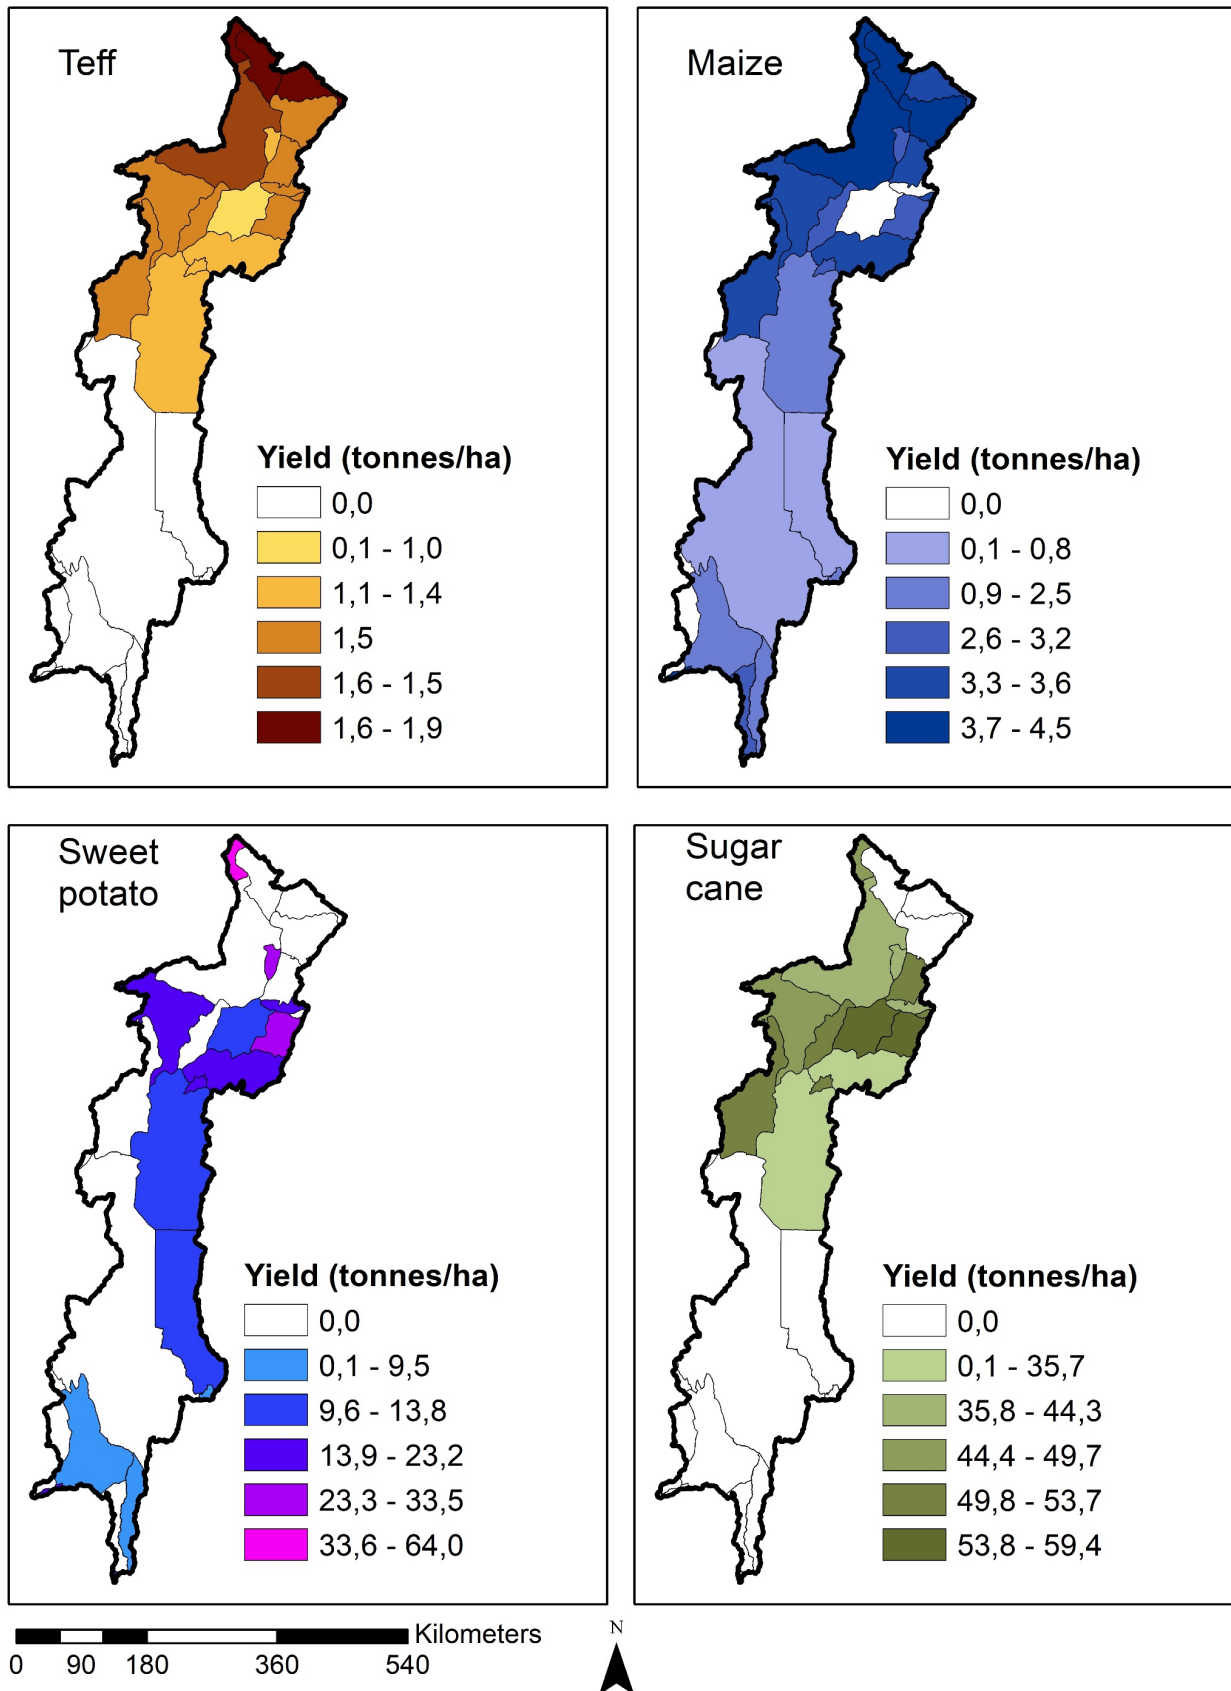 Teff
Yield (tonnes/ha)
0,0
0,1 - 1,0
1,1 - 1,4
1,5
1,6 - 1,5
1,6 - 1,9
Maize
Yield (tonnes/ha)
0,0
0,1 - 0,8
0,9 - 2,5
2,6 - 3,2
3,3 - 3,6
3,7 - 4,5
Sweet
potato
Yield (tonnes/ha)
0,0
0,1 - 9,5
9,6 - 13,8
13,9 - 23,2
23,3 - 33,5
33,6 - 64,0
Sugar
cane
Yield (tonnes/ha)
0,0
0,1 - 35,7
35,8 - 44,3
44,4 - 49,7
49,8 - 53,7
53,8 - 59,4
Kilometers
0 90 180 360 540
N